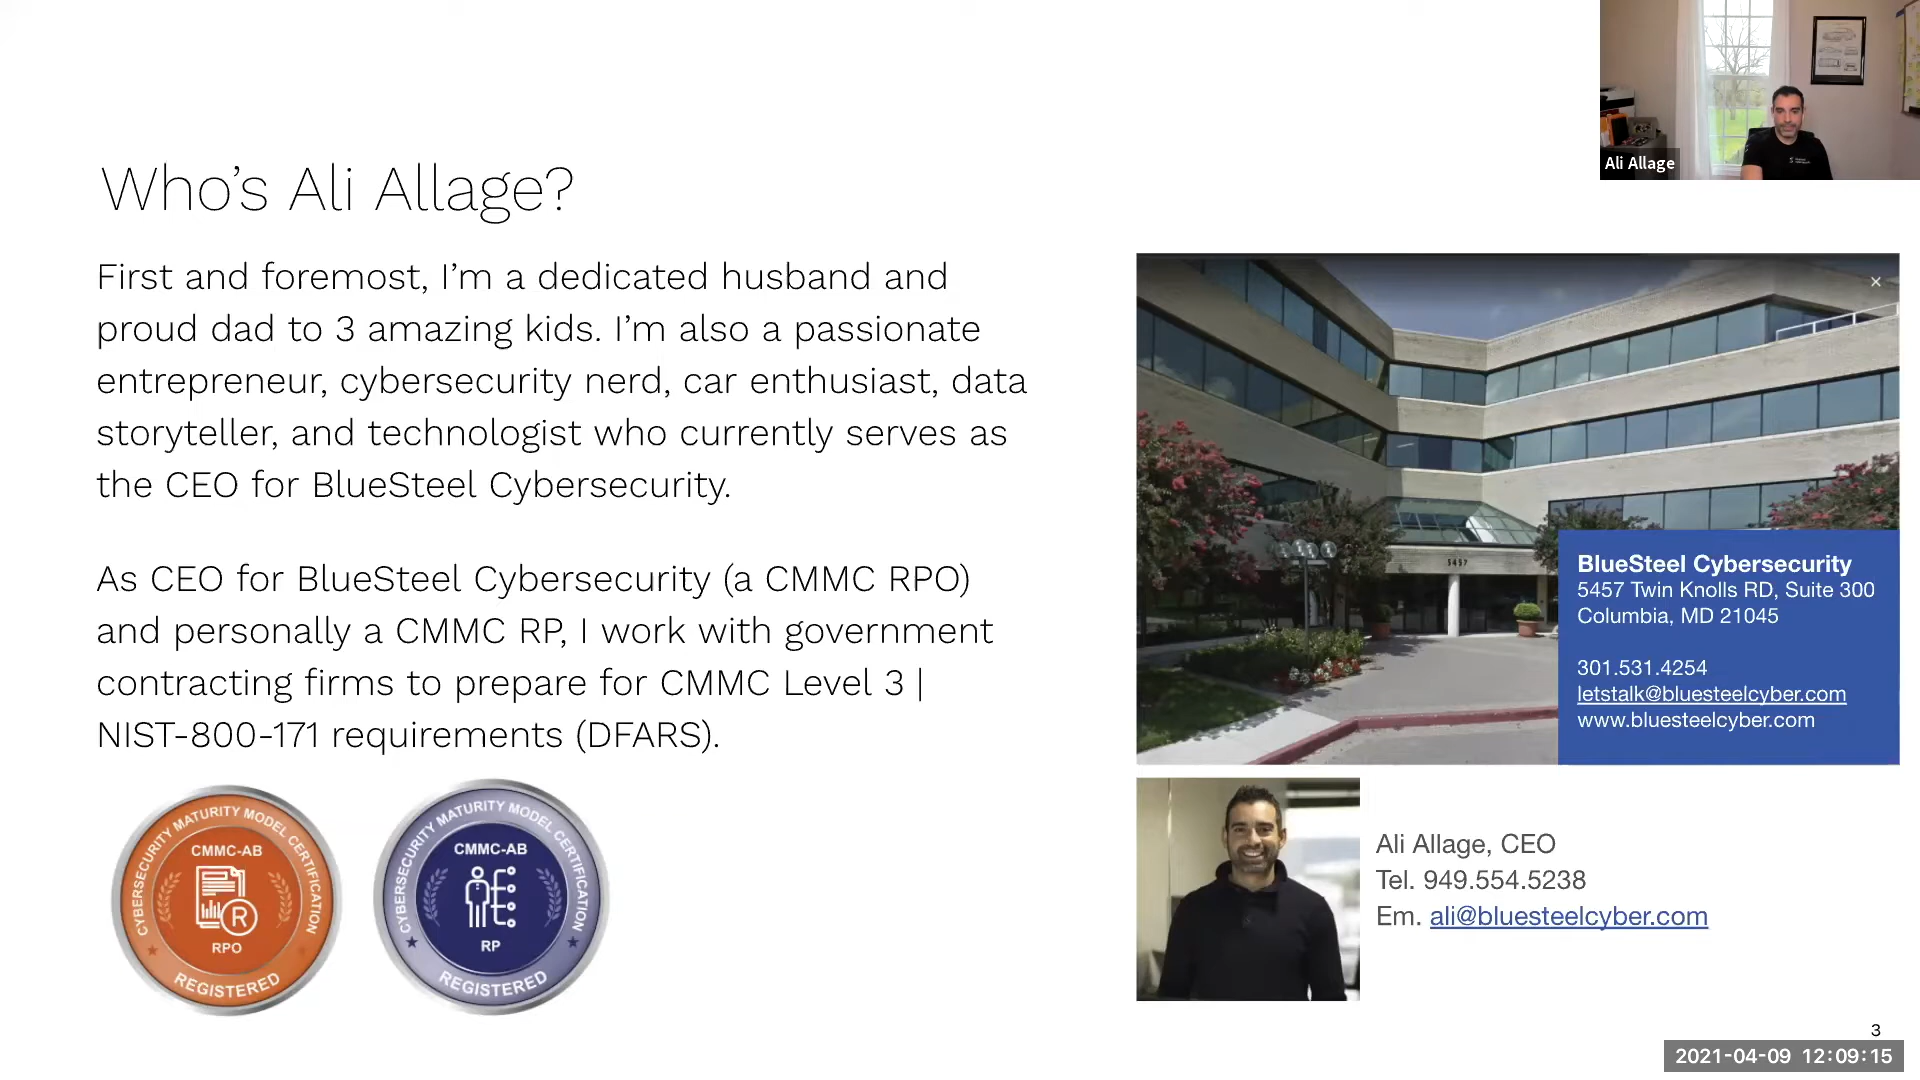 Ali Allage
Who's Ali Allage?
First and foremost, I'm a dedicated husband and
proud dad to 3 amazing kids. I'm also a passionate
entrepreneur, cybersecurity nerd, car enthusiast, data
storyteller, and technologist who currently serves as
the CEO for BlueSteel Cybersecurity.
As CEO for BlueSteel Cybersecurity (a CMMC RPO)
and personally a CMMC RP, I work with government
contracting firms to prepare for CMMC Level 3 |
NIST-800-171 requirements (DFARS).
CYBERSECURITY MATURITY MODEL CERTIFICATION
CMMC-AB
R
RPO
REGISTERED
CYBERSECURITY MATURITY MODEL CERTIFICATION
CMMC-AB
RP
REGISTERED
5457
BlueSteel Cybersecurity
5457 Twin Knolls RD, Suite 300
Columbia, MD 21045
301.531.4254
letstalk@bluesteelcyber.com
www.bluesteelcyber.com
Ali Allage, CEO
Tel. 949.554.5238
Em. ali@bluesteelcyber.com
3
2021-04-09 12:09:15